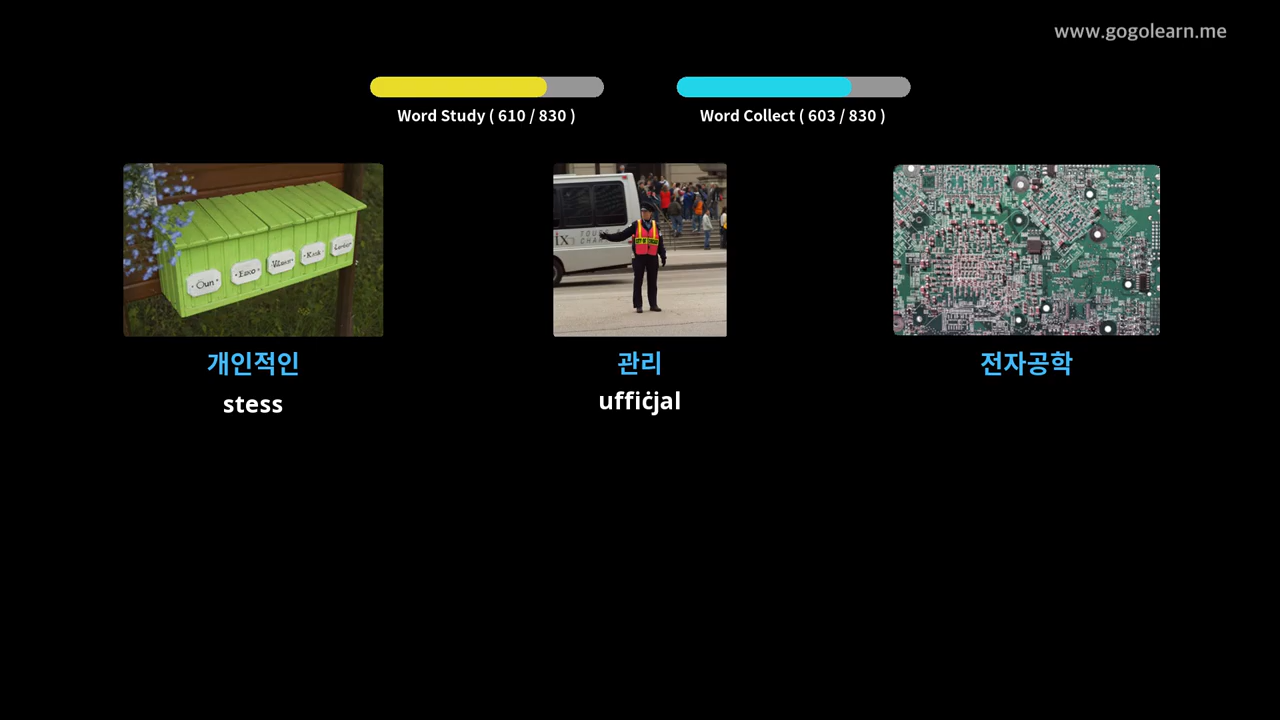 www.gogolearn.me
Word Study ( 610 / 830 )
Word Collect ( 603 / 830 )
개인적인
관리
전자공학
stess
uffiċjal